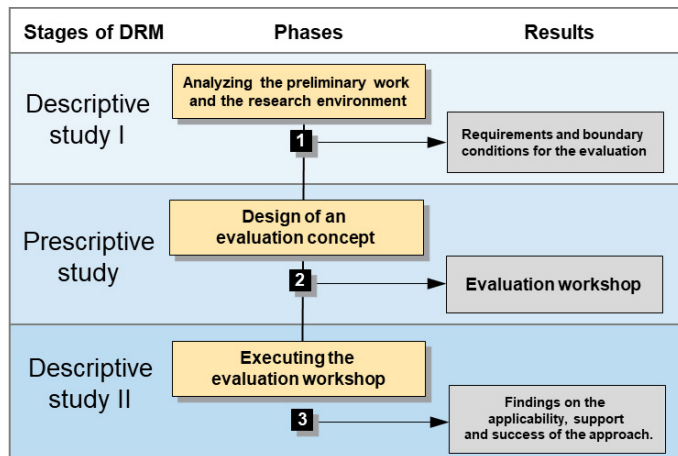 Stages of DRM
Phases
Results
Descriptive
study I
Analyzing the preliminary work
and the research environment
1
Requirements and boundary
conditions for the evaluation
Prescriptive
study
Design of an
evaluation concept
2
Evaluation workshop
Descriptive
study II
Executing the
evaluation workshop
3
Findings on the
applicability, support
and success of the approach.